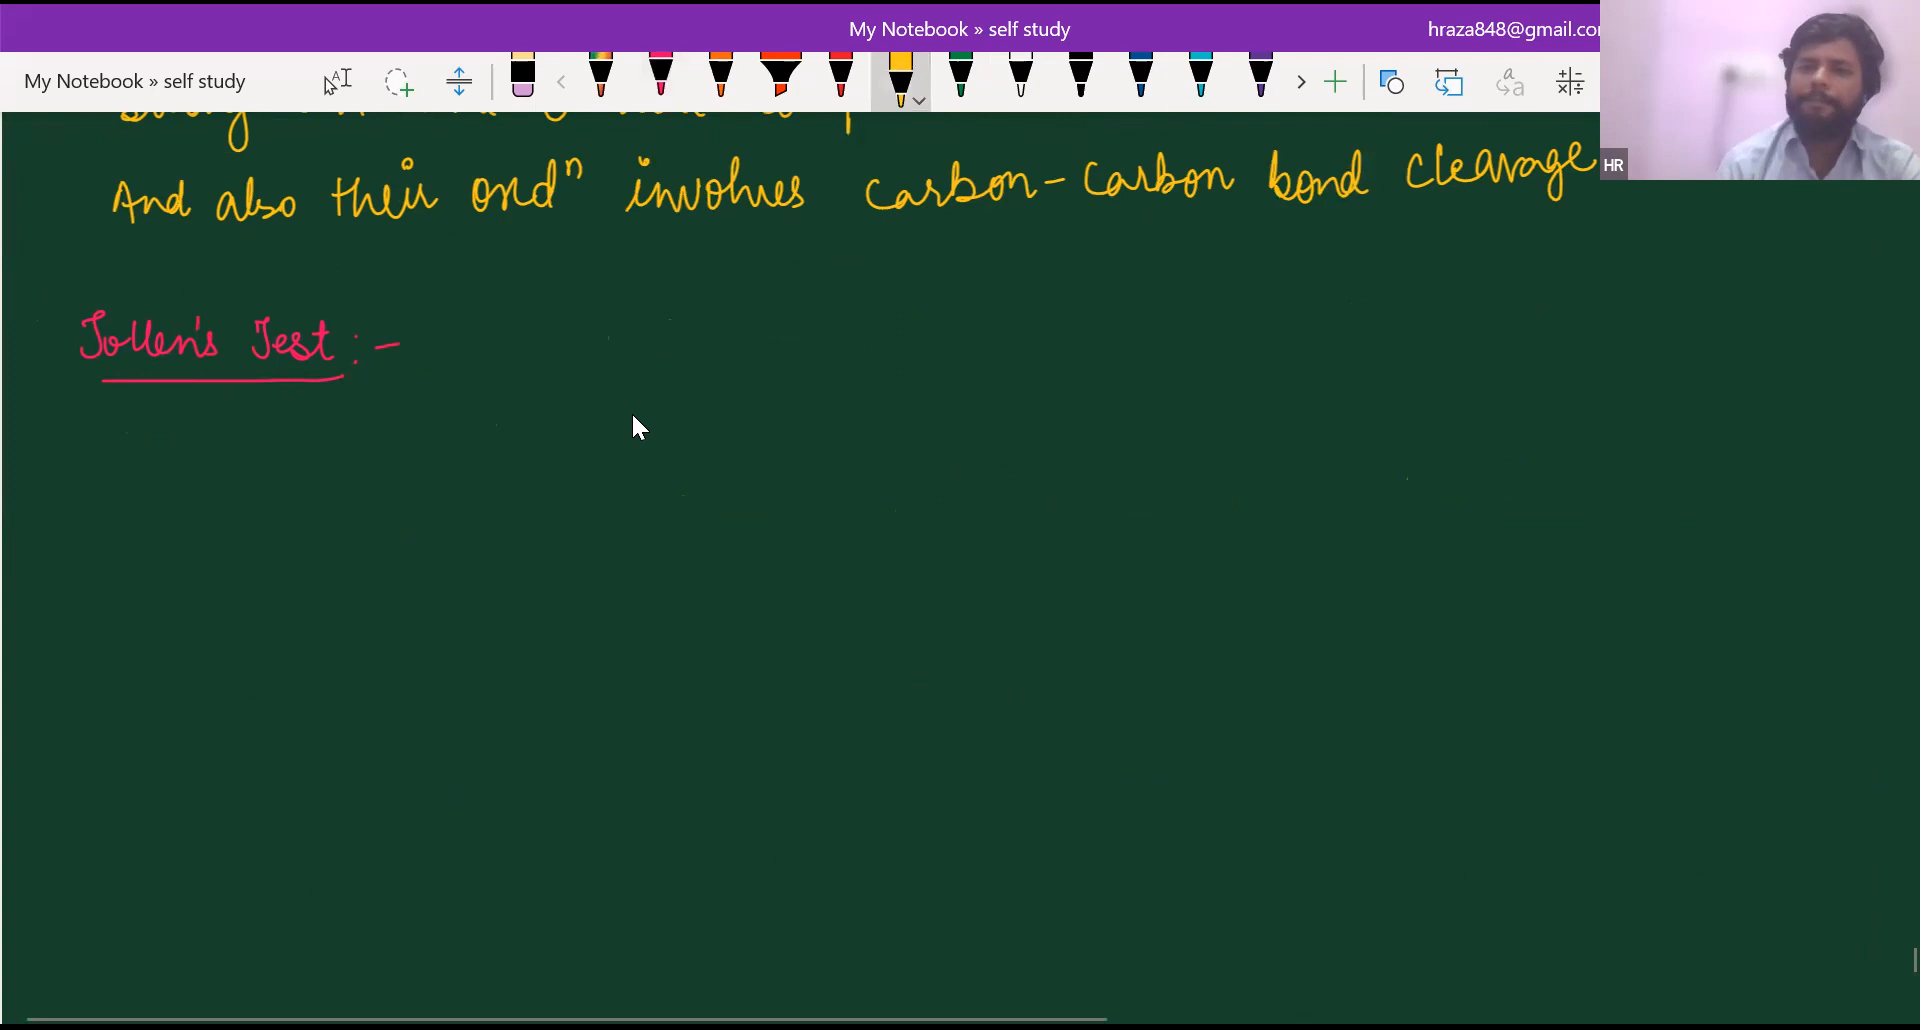 My Notebook » self study
hraza848@gmail.co
My Notebook » self study
And also their oxdⁿ involves carbon-carbon bond cleavage
HR
Tollen's Test :-